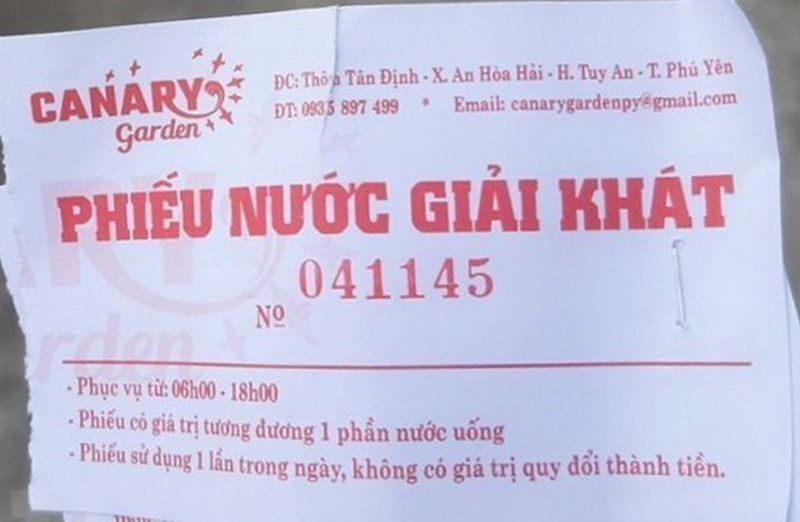 CANARY
Garden
ĐC: Thôn Tân Định - X. An Hòa Hải - H. Tuy An - T. Phú Yên
ĐT: 0935 897 499 * Email: canarygardenpy@gmail.com
PHIẾU NƯỚC GIẢI KHÁT
Nº 041145
- Phục vụ từ: 06h00 - 18h00
- Phiếu có giá trị tương đương 1 phần nước uống
- Phiếu sử dụng 1 lần trong ngày, không có giá trị quy đổi thành tiền.